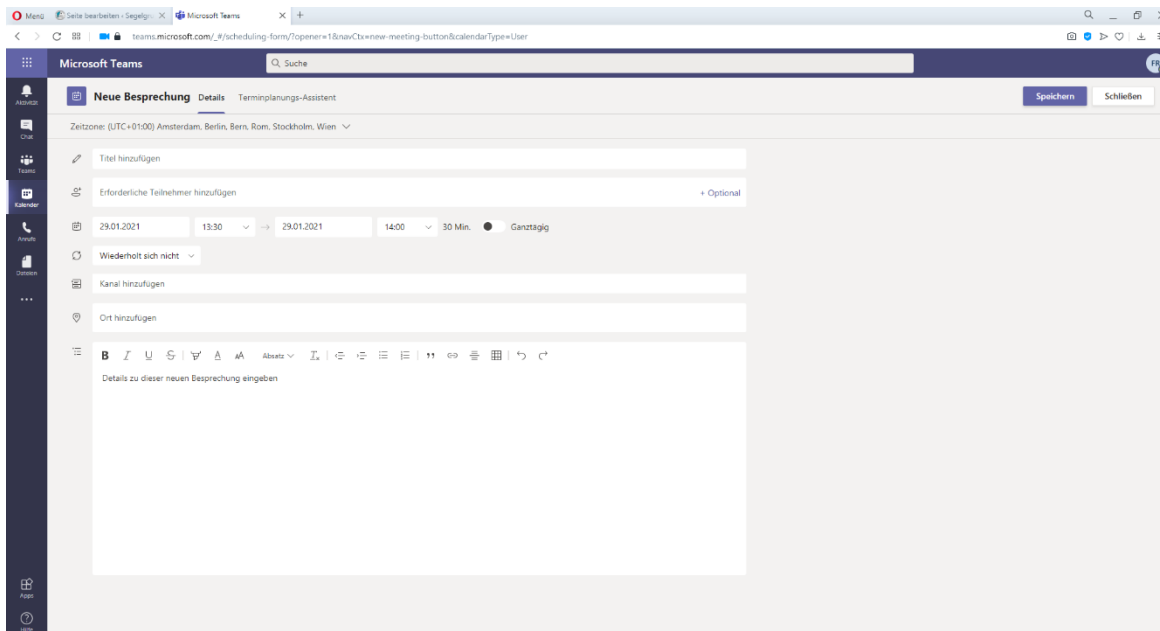 Menü Seite bearbeiten ‹ Segelgru Microsoft Teams
teams.microsoft.com/_#/scheduling-form/?opener=1&navCtx=new-meeting-button&calendarType=User
Microsoft Teams Suche FR
Aktivität
Chat
Teams
Kalender
Anrufe
Dateien
Apps
Hilfe
Neue Besprechung Details Terminplanungs-Assistent Speichern Schließen
Zeitzone: (UTC+01:00) Amsterdam, Berlin, Bern, Rom, Stockholm, Wien
Titel hinzufügen
Erforderliche Teilnehmer hinzufügen + Optional
29.01.2021 13:30 → 29.01.2021 14:00 30 Min. Ganztägig
Wiederholt sich nicht
Kanal hinzufügen
Ort hinzufügen
B I U S A AA Absatz
Details zu dieser neuen Besprechung eingeben